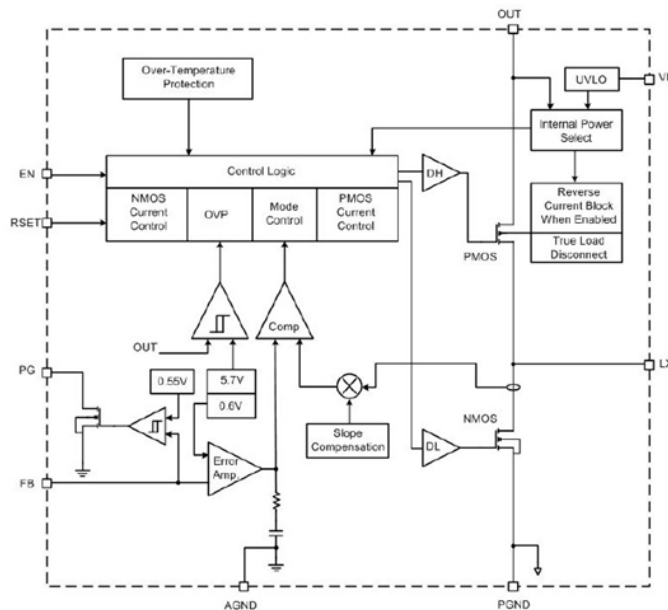 OUT
Over-Temperature
Protection
UVLO
Internal Power
Select
EN
Control Logic
DH
NMOS
Current
Control
OVP
Mode
Control
PMOS
Current
Control
Reverse
Current Block
When Enabled
RSET
True Load
Disconnect
PMOS
Comp
OUT
LX
PG
0.55V
5.7V
0.6V
NMOS
Slope
Compensation
DL
Error
Amp.
FB
AGND
PGND